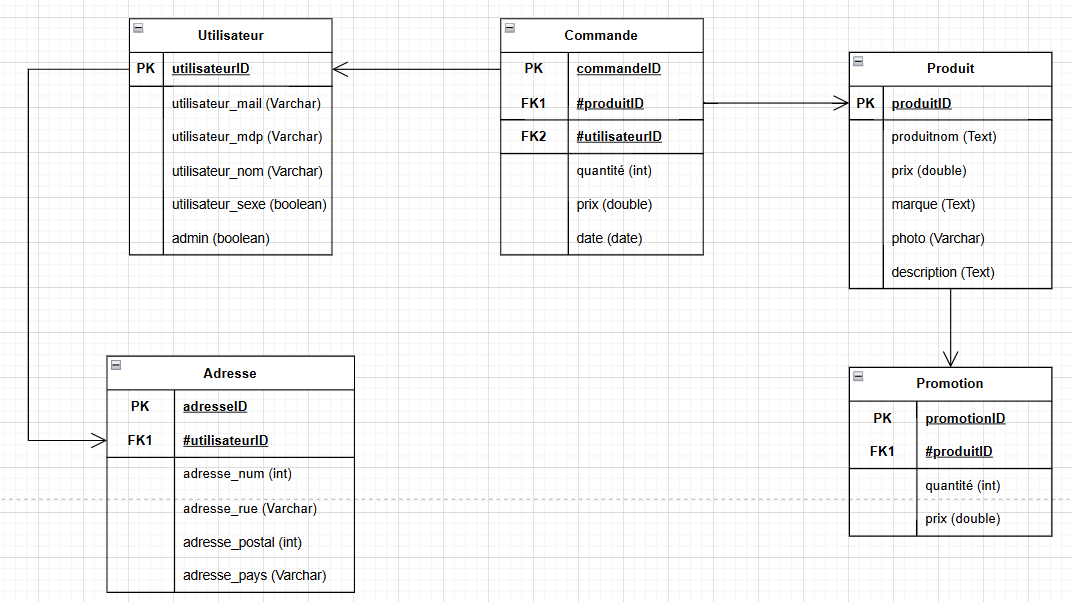 Utilisateur
PK utilisateurID
utilisateur_mail (Varchar)
utilisateur_mdp (Varchar)
utilisateur_nom (Varchar)
utilisateur_sexe (boolean)
admin (boolean)
Commande
PK commandeID
FK1 #produitID
FK2 #utilisateurID
quantité (int)
prix (double)
date (date)
Produit
PK produitID
produitnom (Text)
prix (double)
marque (Text)
photo (Varchar)
description (Text)
Adresse
PK adresseID
FK1 #utilisateurID
adresse_num (int)
adresse_rue (Varchar)
adresse_postal (int)
adresse_pays (Varchar)
Promotion
PK promotionID
FK1 #produitID
quantité (int)
prix (double)